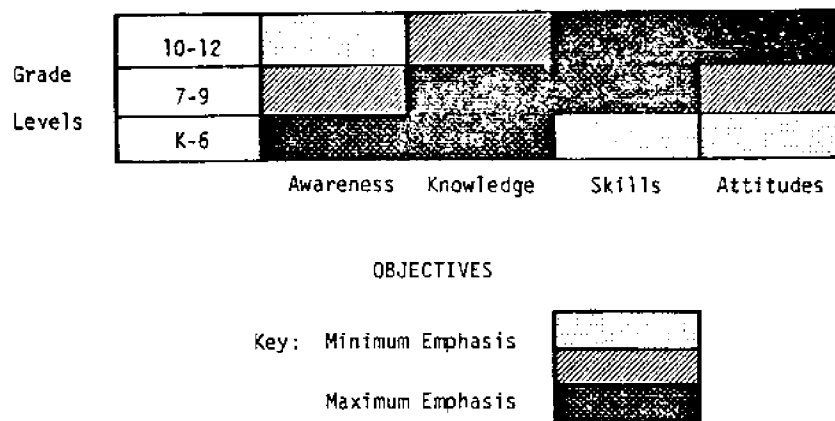 10-12
Grade
7-9
Levels
K-6
Awareness Knowledge Skills Attitudes
OBJECTIVES
Key: Minimum Emphasis
Maximum Emphasis